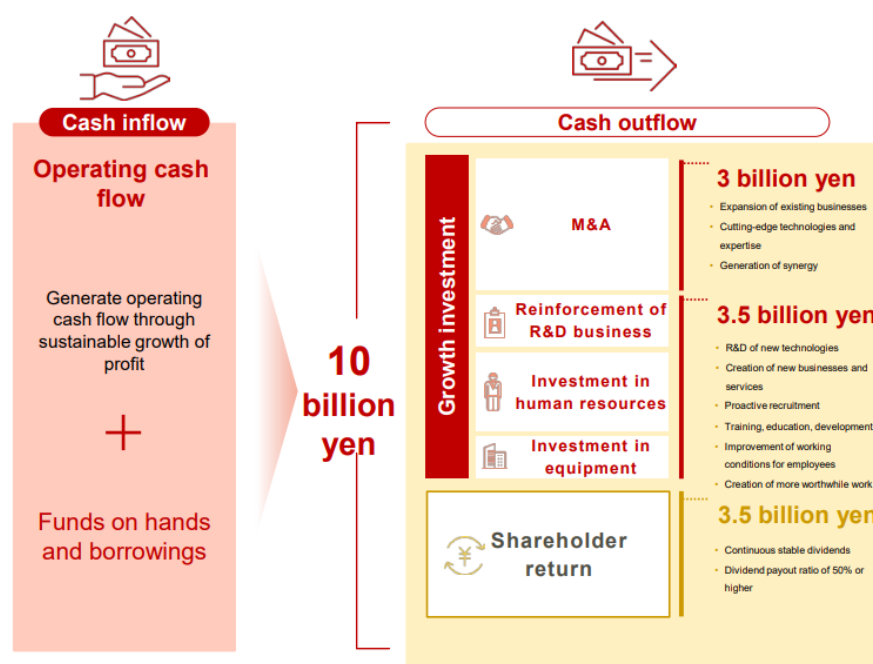 Cash inflow
Operating cash
flow
Generate operating
cash flow through
sustainable growth of
profit
+
Funds on hands
and borrowings
10
billion
yen
Cash outflow
Growth investment
M&A
3 billion yen
• Expansion of existing businesses
• Cutting-edge technologies and
expertise
• Generation of synergy
Reinforcement of
R&D business
Investment in
human resources
Investment in
equipment
3.5 billion yen
• R&D of new technologies
• Creation of new businesses and
services
• Proactive recruitment
• Training, education, development
• Improvement of working
conditions for employees
• Creation of more worthwhile work
¥
Shareholder
return
3.5 billion yen
• Continuous stable dividends
• Dividend payout ratio of 50% or
higher